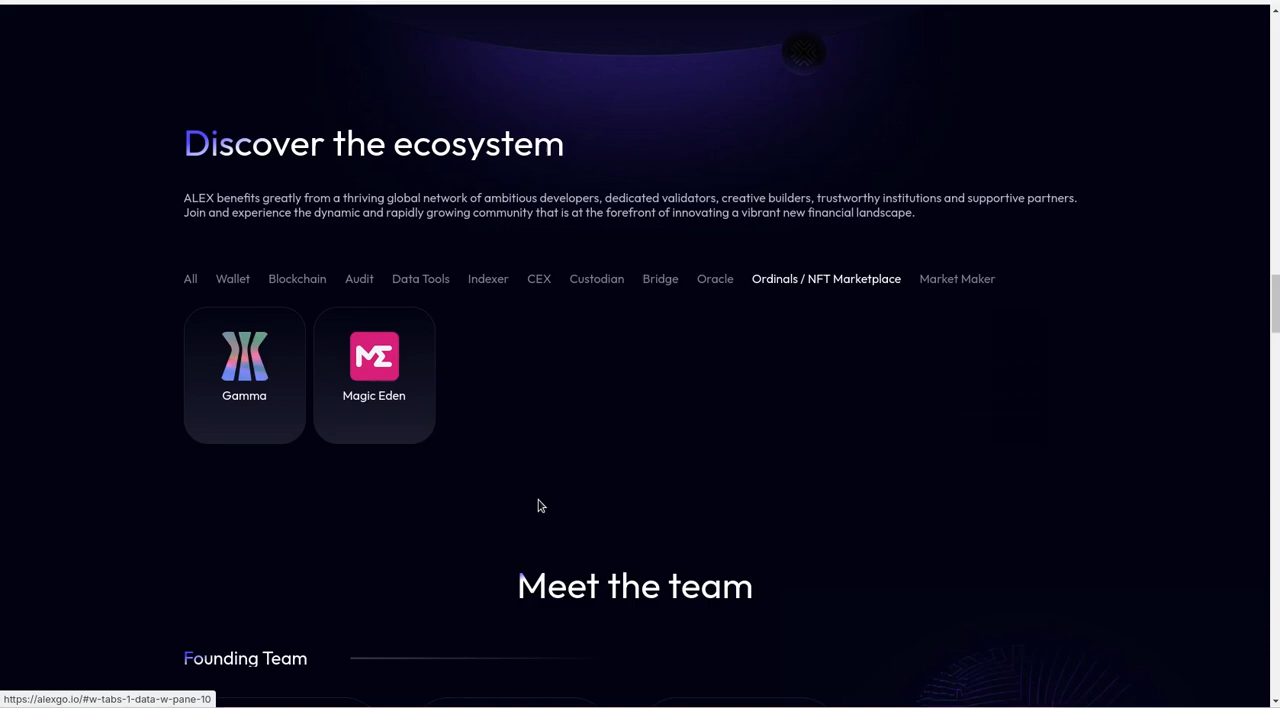 Discover the ecosystem
ALEX benefits greatly from a thriving global network of ambitious developers, dedicated validators, creative builders, trustworthy institutions and supportive partners.
Join and experience the dynamic and rapidly growing community that is at the forefront of innovating a vibrant new financial landscape.
All Wallet Blockchain Audit Data Tools Indexer CEX Custodian Bridge Oracle Ordinals / NFT Marketplace Market Maker
ME
Gamma Magic Eden
Meet the team
Founding Team
https://alexgo.io/#w-tabs-1-data-w-pane-10